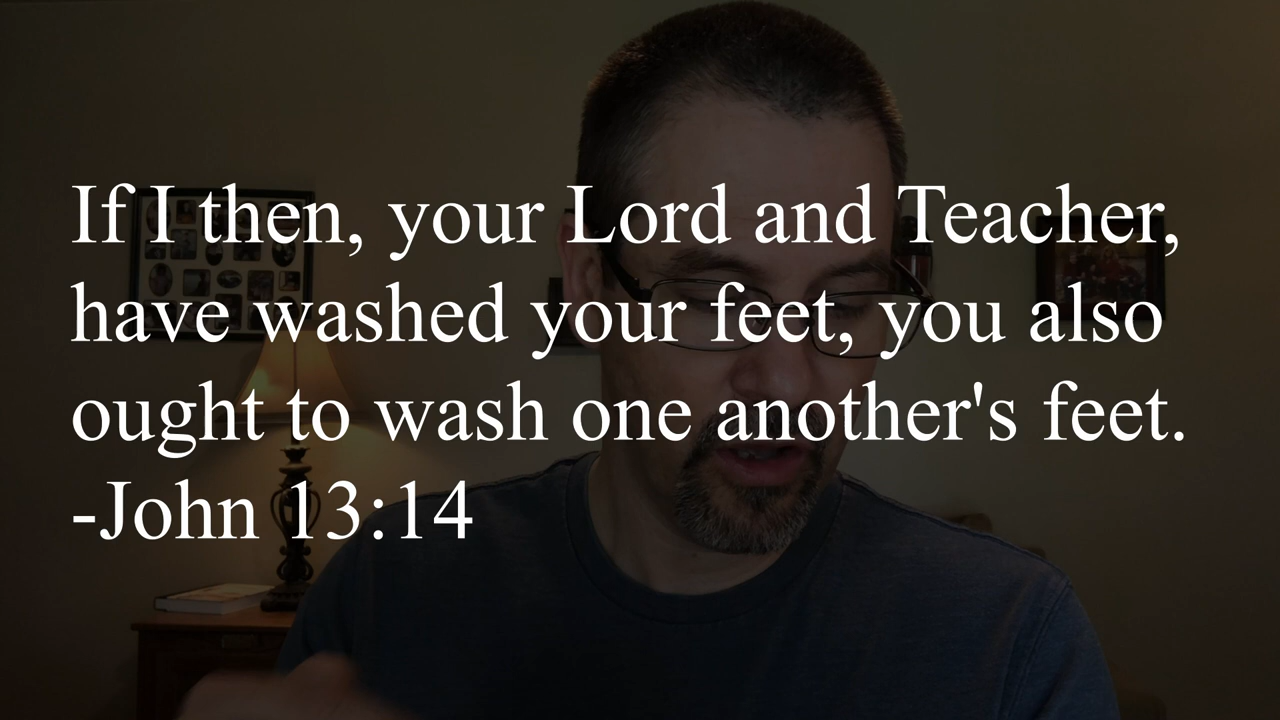 If I then, your Lord and Teacher,
have washed your feet, you also
ought to wash one another's feet.
-John 13:14